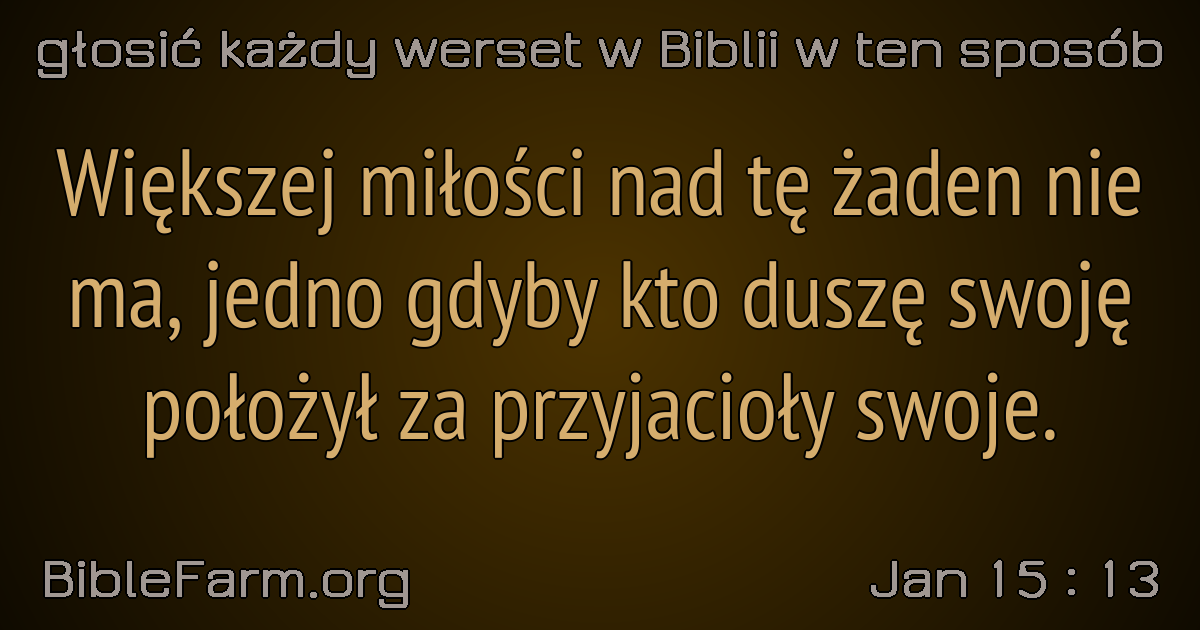 głosić każdy werset w Biblii w ten sposób
Większej miłości nad tę żaden nie
ma, jedno gdyby kto duszę swoję
położył za przyjacioły swoje.
BibleFarm.org
Jan 15 : 13